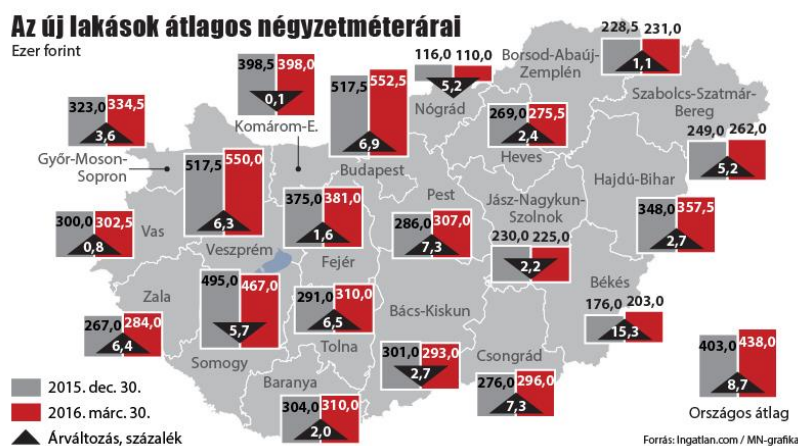 Az új lakások átlagos négyzetméterárai
Ezer forint
323,0 334,5
3,6
Győr-Moson-
Sopron
398,5 398,0
0,1
Komárom-E.
517,5 552,5
6,9
Budapest
116,0 110,0
5,2
Nógrád
Borsod-Abaúj-
Zemplén
228,5 231,0
1,1
Szabolcs-Szatmár-
Bereg
249,0 262,0
5,2
269,0 275,5
2,4
Heves
517,5 550,0
6,3
Veszprém
375,0 381,0
1,6
Fejér
Pest
286,0 307,0
7,3
Jász-Nagykun-
Szolnok
230,0 225,0
2,2
Hajdú-Bihar
348,0 357,5
2,7
300,0 302,5
0,8
Vas
Zala
267,0 284,0
6,4
495,0 467,0
5,7
Somogy
291,0 310,0
6,5
Tolna
Bács-Kiskun
301,0 293,0
2,7
Csongrád
276,0 296,0
7,3
Békés
176,0 203,0
15,3
Baranya
304,0 310,0
2,0
403,0 438,0
8,7
Országos átlag
2015. dec. 30.
2016. márc. 30.
Árváltozás, százalék
Forrás: Ingatlan.com / MN-grafika